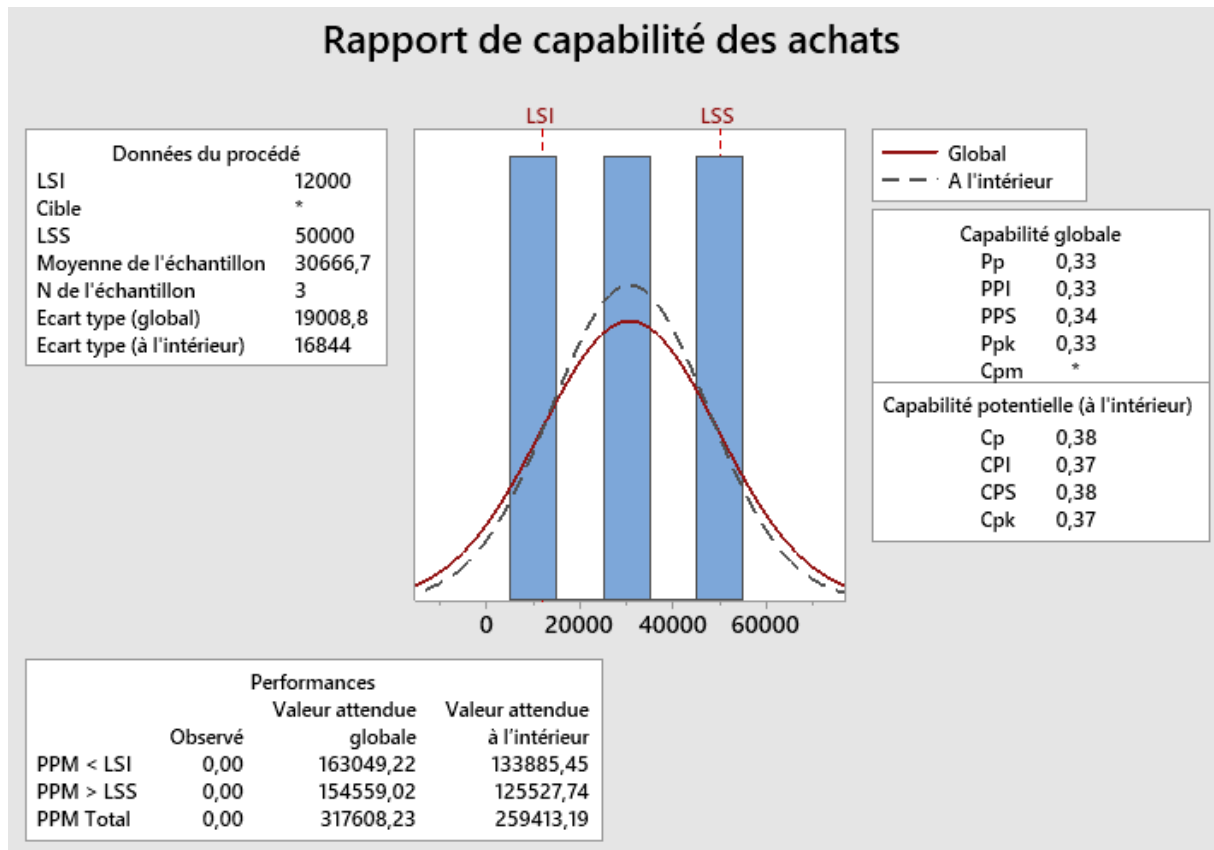 Rapport de capabilité des achats
LSI LSS
Données du procédé
LSI 12000
Cible *
LSS 50000
Moyenne de l'échantillon 30666,7
N de l'échantillon 3
Ecart type (global) 19008,8
Ecart type (à l'intérieur) 16844
Global
A l'intérieur
Capabilité globale
Pp 0,33
PPI 0,33
PPS 0,34
Ppk 0,33
Cpm *
Capabilité potentielle (à l'intérieur)
Cp 0,38
CPI 0,37
CPS 0,38
Cpk 0,37
0 20000 40000 60000
Performances
Valeur attendue Valeur attendue
Observé globale à l'intérieur
PPM < LSI 0,00 163049,22 133885,45
PPM > LSS 0,00 154559,02 125527,74
PPM Total 0,00 317608,23 259413,19